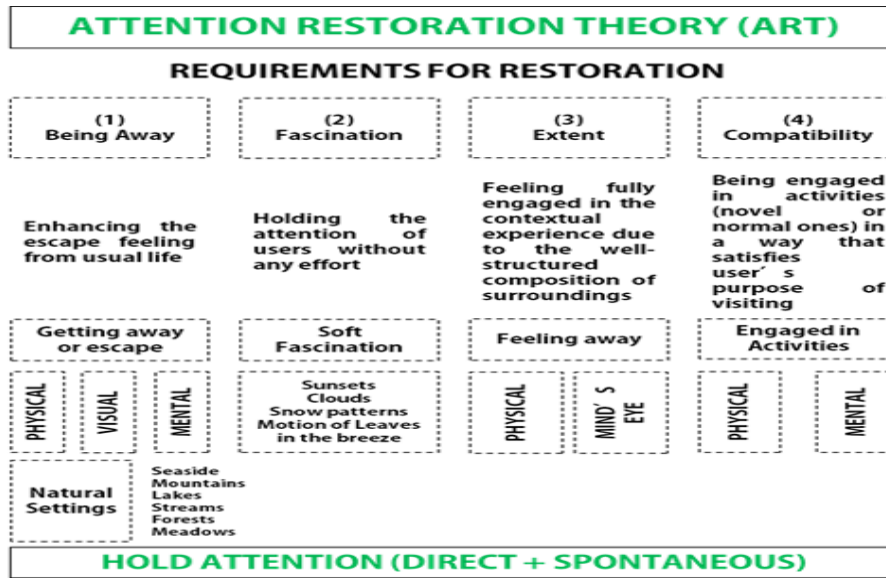 ATTENTION RESTORATION THEORY (ART)
REQUIREMENTS FOR RESTORATION
(1)
Being Away
(2)
Fascination
(3)
Extent
(4)
Compatibility
Enhancing the
escape feeling
from usual life
Holding the
attention of
users without
any effort
Feeling fully
engaged in the
contextual
experience due
to the well-
structured
composition of
surroundings
Being engaged
in activities
(novel or
normal ones) in
a way that
satisfies
user´s
purpose of
visiting
Getting away
or escape
Soft
Fascination
Feeling away
Engaged in
Activities
PHYSICAL
VISUAL
MENTAL
Sunsets
Clouds
Snow patterns
Motion of Leaves
in the breeze
PHYSICAL
MIND´S
EYE
PHYSICAL
MENTAL
Natural
Settings
Seaside
Mountains
Lakes
Streams
Forests
Meadows
HOLD ATTENTION (DIRECT + SPONTANEOUS)